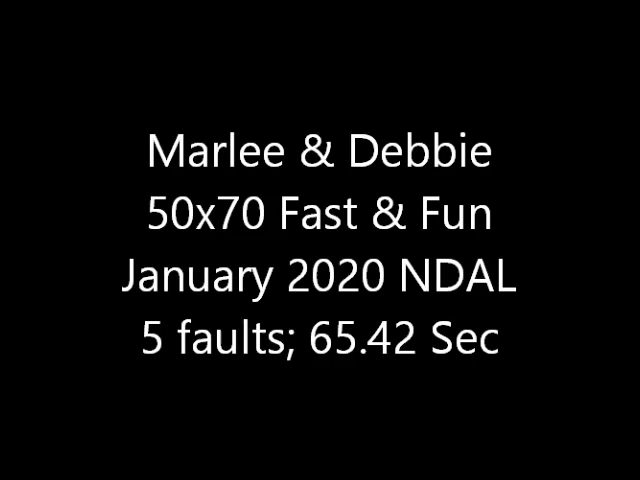 Marlee & Debbie
50x70 Fast & Fun
January 2020 NDAL
5 faults; 65.42 Sec